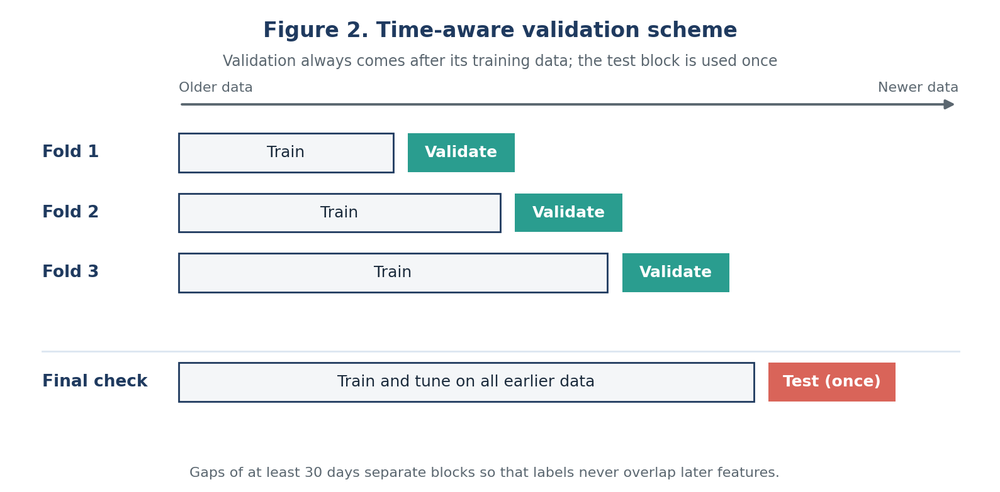 Figure 2. Time-aware validation scheme
Validation always comes after its training data; the test block is used once
Older data
Newer data
Fold 1
Train
Validate
Fold 2
Train
Validate
Fold 3
Train
Validate
Final check
Train and tune on all earlier data
Test (once)
Gaps of at least 30 days separate blocks so that labels never overlap later features.